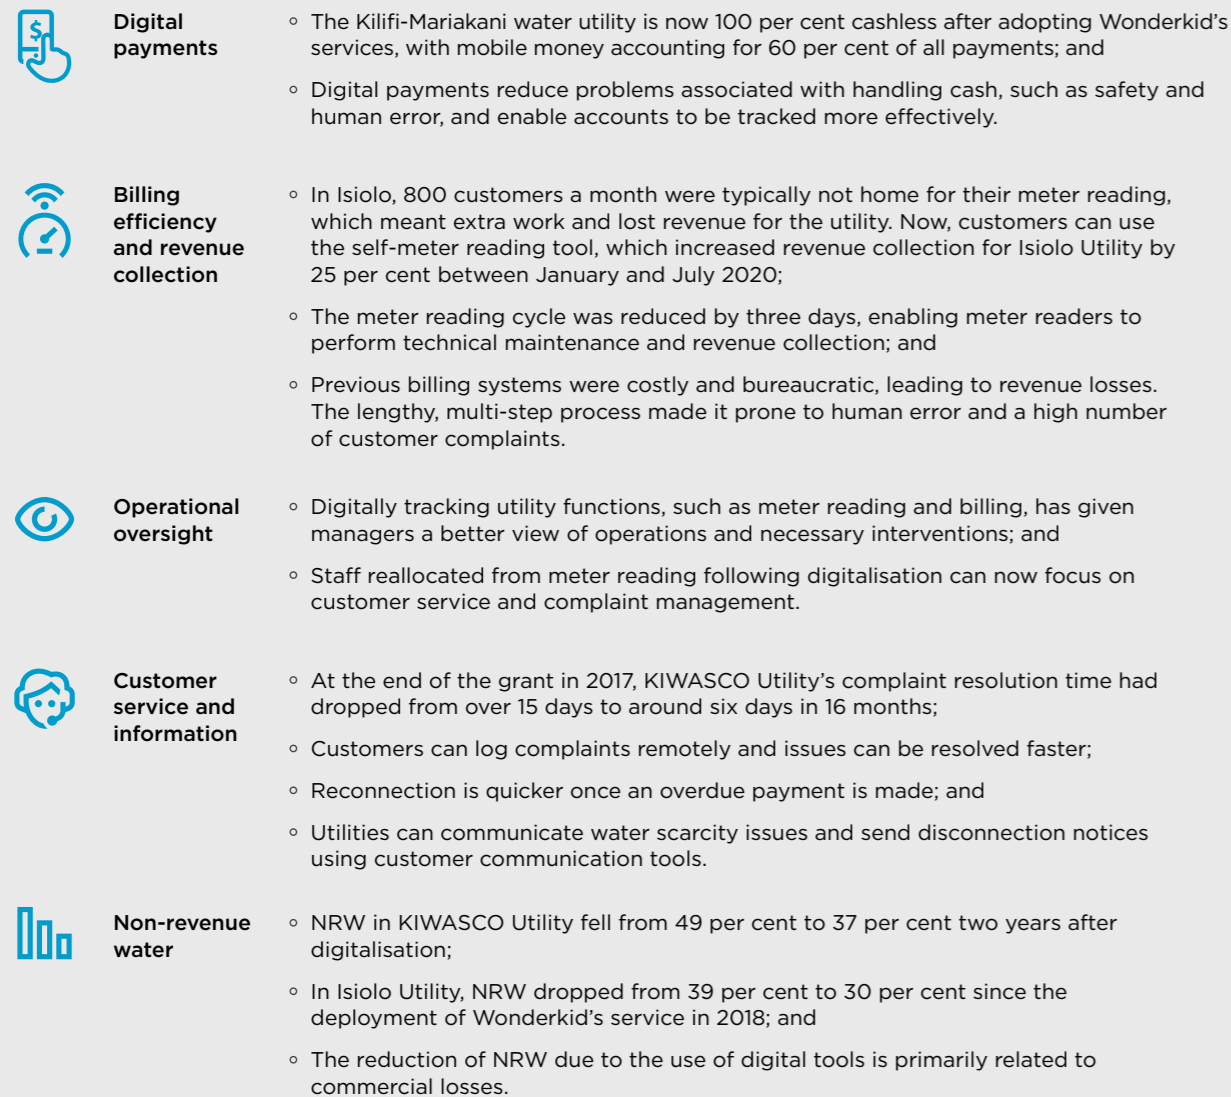 Digital
payments
◦ The Kilifi-Mariakani water utility is now 100 per cent cashless after adopting Wonderkid's
services, with mobile money accounting for 60 per cent of all payments; and
◦ Digital payments reduce problems associated with handling cash, such as safety and
human error, and enable accounts to be tracked more effectively.
Billing
efficiency
and revenue
collection
◦ In Isiolo, 800 customers a month were typically not home for their meter reading,
which meant extra work and lost revenue for the utility. Now, customers can use
the self-meter reading tool, which increased revenue collection for Isiolo Utility by
25 per cent between January and July 2020;
◦ The meter reading cycle was reduced by three days, enabling meter readers to
perform technical maintenance and revenue collection; and
◦ Previous billing systems were costly and bureaucratic, leading to revenue losses.
The lengthy, multi-step process made it prone to human error and a high number
of customer complaints.
Operational
oversight
◦ Digitally tracking utility functions, such as meter reading and billing, has given
managers a better view of operations and necessary interventions; and
◦ Staff reallocated from meter reading following digitalisation can now focus on
customer service and complaint management.
Customer
service and
information
◦ At the end of the grant in 2017, KIWASCO Utility's complaint resolution time had
dropped from over 15 days to around six days in 16 months;
◦ Customers can log complaints remotely and issues can be resolved faster;
◦ Reconnection is quicker once an overdue payment is made; and
◦ Utilities can communicate water scarcity issues and send disconnection notices
using customer communication tools.
Non-revenue
water
◦ NRW in KIWASCO Utility fell from 49 per cent to 37 per cent two years after
digitalisation;
◦ In Isiolo Utility, NRW dropped from 39 per cent to 30 per cent since the
deployment of Wonderkid's service in 2018; and
◦ The reduction of NRW due to the use of digital tools is primarily related to
commercial losses.